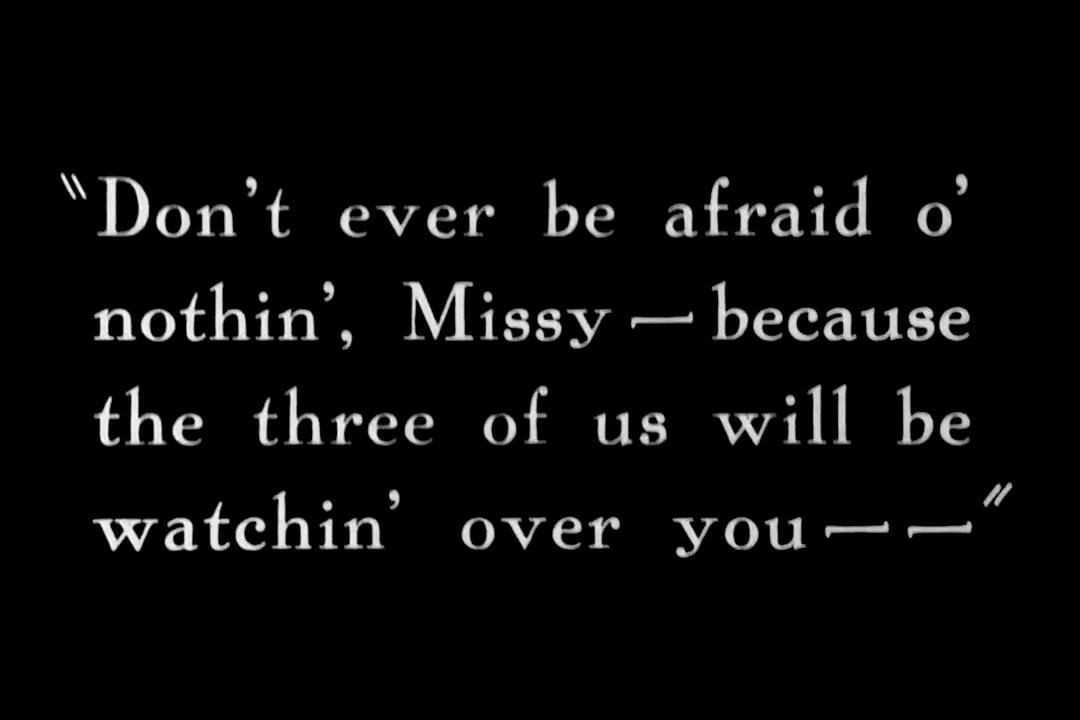 "Don't ever be afraid o'
nothin', Missy — because
the three of us will be
watchin' over you — —"